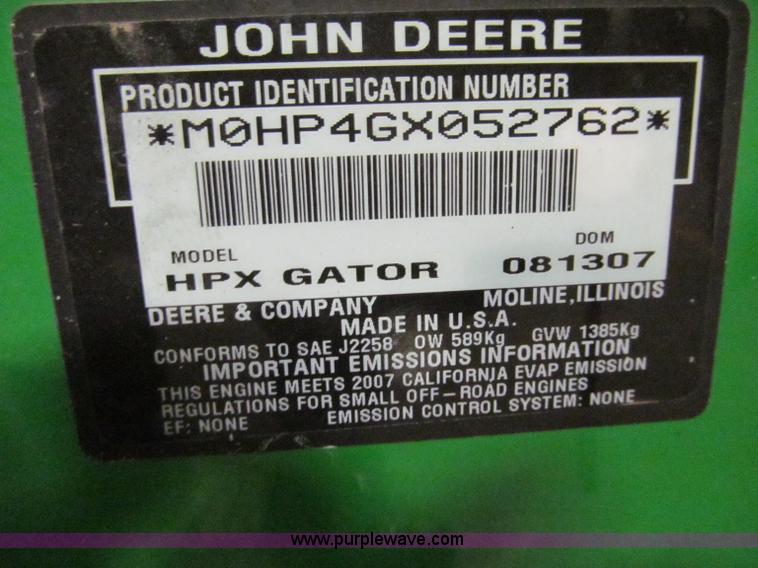 JOHN DEERE
PRODUCT IDENTIFICATION NUMBER
*M0HP4GX052762*
MODEL DOM
HPX GATOR 081307
DEERE & COMPANY MOLINE, ILLINOIS
MADE IN U.S.A.
CONFORMS TO SAE J2258 OW 589Kg GVW 1385Kg
IMPORTANT EMISSIONS INFORMATION
THIS ENGINE MEETS 2007 CALIFORNJA EVAP EMISSION
REGULATIONS FOR SMALL OFF-ROAD ENGINES
EF: NONE EMISSION CONTROL SYSTEM: NONE
www.purplewave.com